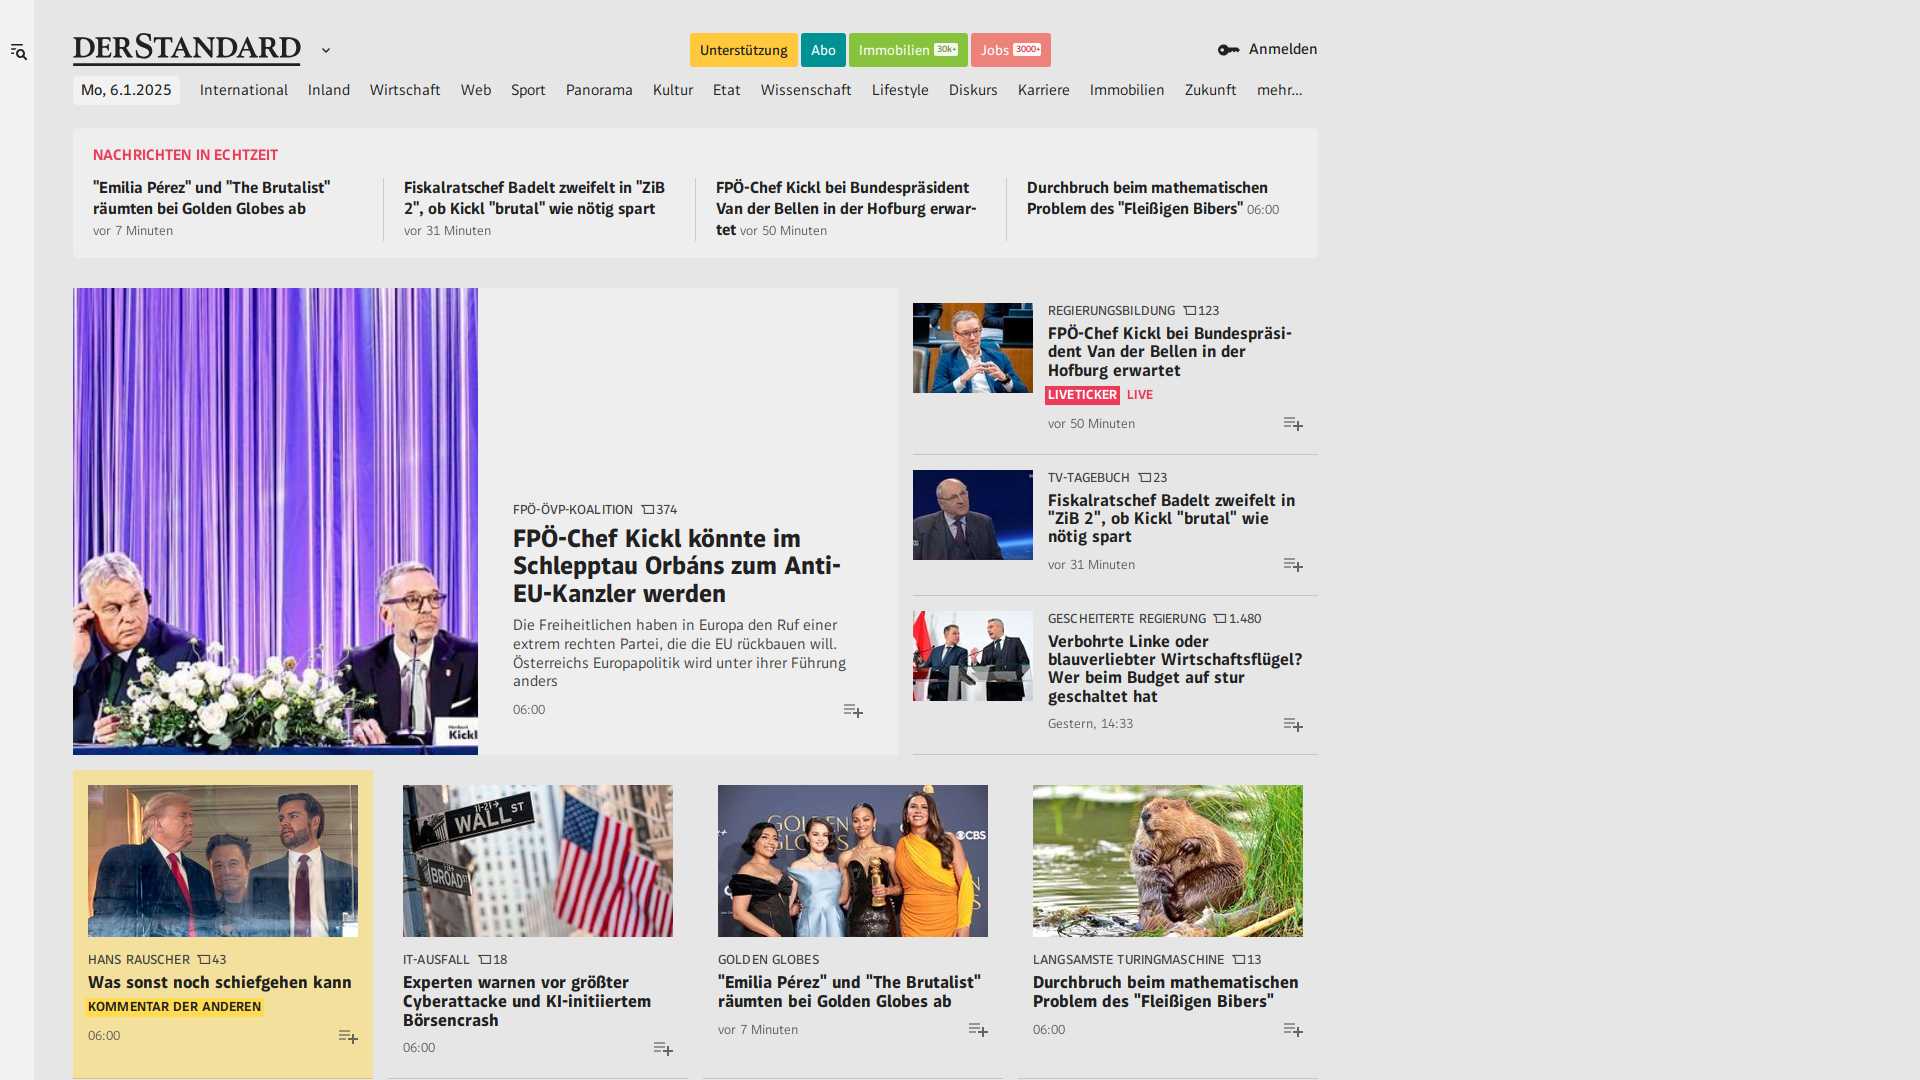 DERSTANDARD
Unterstützung
Abo
Immobilien 30k+
Jobs 3000+
Anmelden
Mo, 6.1.2025 International Inland Wirtschaft Web Sport Panorama Kultur Etat Wissenschaft Lifestyle Diskurs Karriere Immobilien Zukunft mehr…
NACHRICHTEN IN ECHTZEIT
"Emilia Pérez" und "The Brutalist"
räumten bei Golden Globes ab
vor 7 Minuten
Fiskalratschef Badelt zweifelt in "ZiB
2", ob Kickl "brutal" wie nötig spart
vor 31 Minuten
FPÖ-Chef Kickl bei Bundespräsident
Van der Bellen in der Hofburg erwar-
tet vor 50 Minuten
Durchbruch beim mathematischen
Problem des "Fleißigen Bibers" 06:00
Kickl
FPÖ-ÖVP-KOALITION 374
FPÖ-Chef Kickl könnte im
Schlepptau Orbáns zum Anti-
EU-Kanzler werden
Die Freiheitlichen haben in Europa den Ruf einer
extrem rechten Partei, die die EU rückbauen will.
Österreichs Europapolitik wird unter ihrer Führung
anders
06:00
REGIERUNGSBILDUNG 123
FPÖ-Chef Kickl bei Bundespräsi-
dent Van der Bellen in der
Hofburg erwartet
LIVETICKER LIVE
vor 50 Minuten
TV-TAGEBUCH 23
Fiskalratschef Badelt zweifelt in
"ZiB 2", ob Kickl "brutal" wie
nötig spart
vor 31 Minuten
GESCHEITERTE REGIERUNG 1.480
Verbohrte Linke oder
blauverliebter Wirtschaftsflügel?
Wer beim Budget auf stur
geschaltet hat
Gestern, 14:33
HANS RAUSCHER 43
Was sonst noch schiefgehen kann
KOMMENTAR DER ANDEREN
06:00
11-21
WALL ST
BROAD ST
IT-AUSFALL 18
Experten warnen vor größter
Cyberattacke und KI-initiiertem
Börsencrash
06:00
GOLDEN
GLOBES
CBS
GOLDEN GLOBES
"Emilia Pérez" und "The Brutalist"
räumten bei Golden Globes ab
vor 7 Minuten
LANGSAMSTE TURINGMASCHINE 13
Durchbruch beim mathematischen
Problem des "Fleißigen Bibers"
06:00